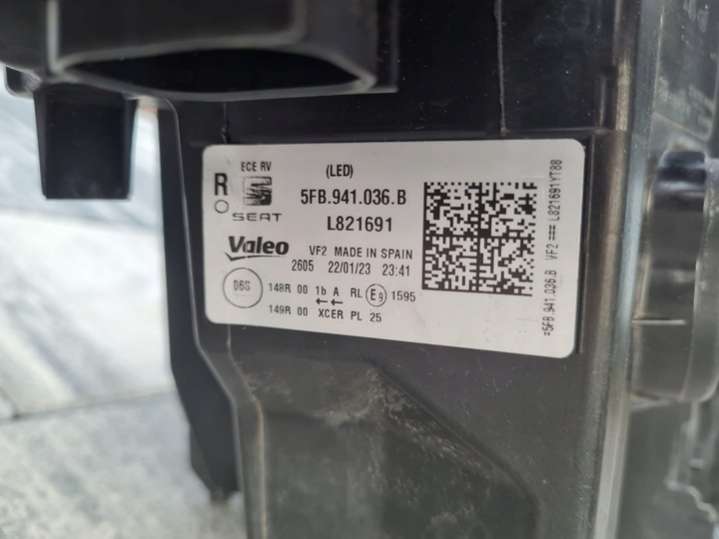 ECE RV
(LED)
R
SEAT
5FB.941.036.B
L821691
Valeo
VF2 MADE IN SPAIN
2605 22/01/23 23:41
06S
148R 00 1b A RL E9 1595
←←
149R 00 XCER PL 25
=5FB 941 036.B VF2 === L821691YT88